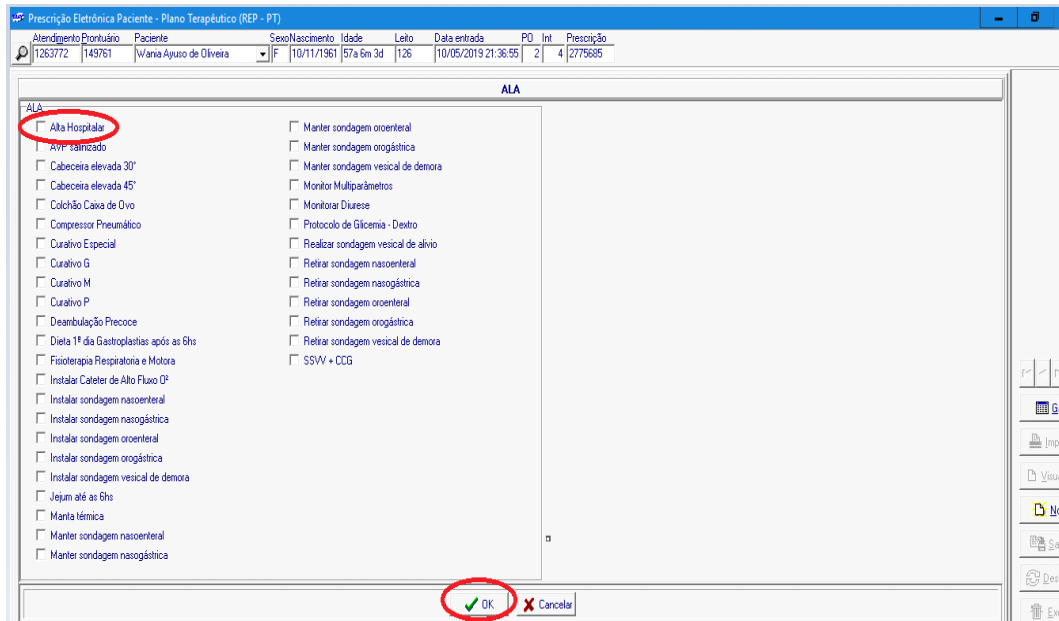 Prescrição Eletrônica Paciente - Plano Terapêutico (REP - PT)
Atendimento Prontuário Paciente Sexo Nascimento Idade Leito Data entrada PO Int Prescrição
1263772 149761 Wania Ayuso de Oliveira F 10/11/1961 57a 6m 3d 126 10/05/2019 21:36:55 2 4 2775685
ALA
ALA
Alta Hospitalar
AVP salinizado
Cabeceira elevada 30°
Cabeceira elevada 45°
Colchão Caixa de Ovo
Compressor Pneumático
Curativo Especial
Curativo G
Curativo M
Curativo P
Deambulação Precoce
Dieta 1ª dia Gastroplastias após as 6hs
Fisioterapia Respiratoria e Motora
Instalar Cateter de Alto Fluxo O²
Instalar sondagem nasoenteral
Instalar sondagem nasogástrica
Instalar sondagem oroenteral
Instalar sondagem orogástrica
Instalar sondagem vesical de demora
Jejum até as 6hs
Manta térmica
Manter sondagem nasoenteral
Manter sondagem nasogástrica
Manter sondagem oroenteral
Manter sondagem orogástrica
Manter sondagem vesical de demora
Monitor Multiparâmetros
Monitorar Diurese
Protocolo de Glicemia - Dextro
Realizar sondagem vesical de alivio
Retirar sondagem nasoenteral
Retirar sondagem nasogástrica
Retirar sondagem oroenteral
Retirar sondagem orogástrica
Retirar sondagem vesical de demora
SSVV + CCG
G
Imp
Visu
No
Sa
Des
Exc
OK Cancelar